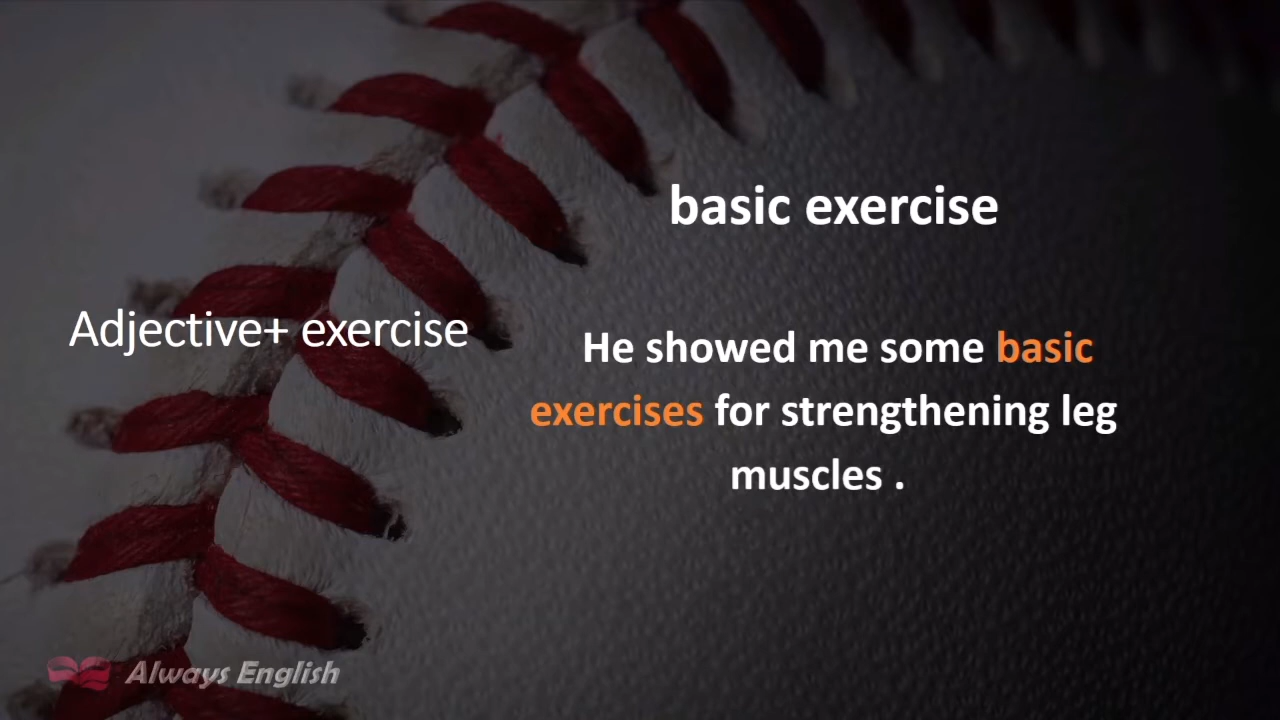 Adjective+ exercise
basic exercise
He showed me some basic
exercises for strengthening leg
muscles .
Always English